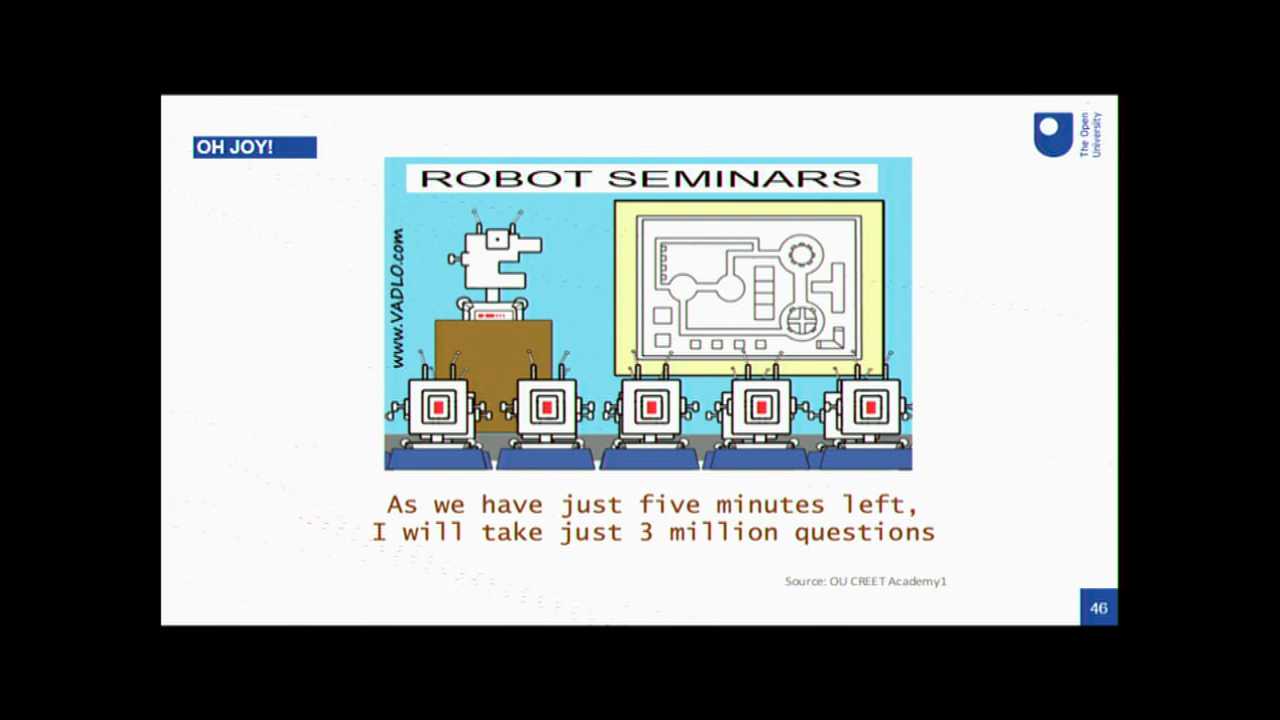 OH JOY!
The Open
University
ROBOT SEMINARS
www.VADLO.com
As we have just five minutes left,
I will take just 3 million questions
Source: OU CREET Academy1
46